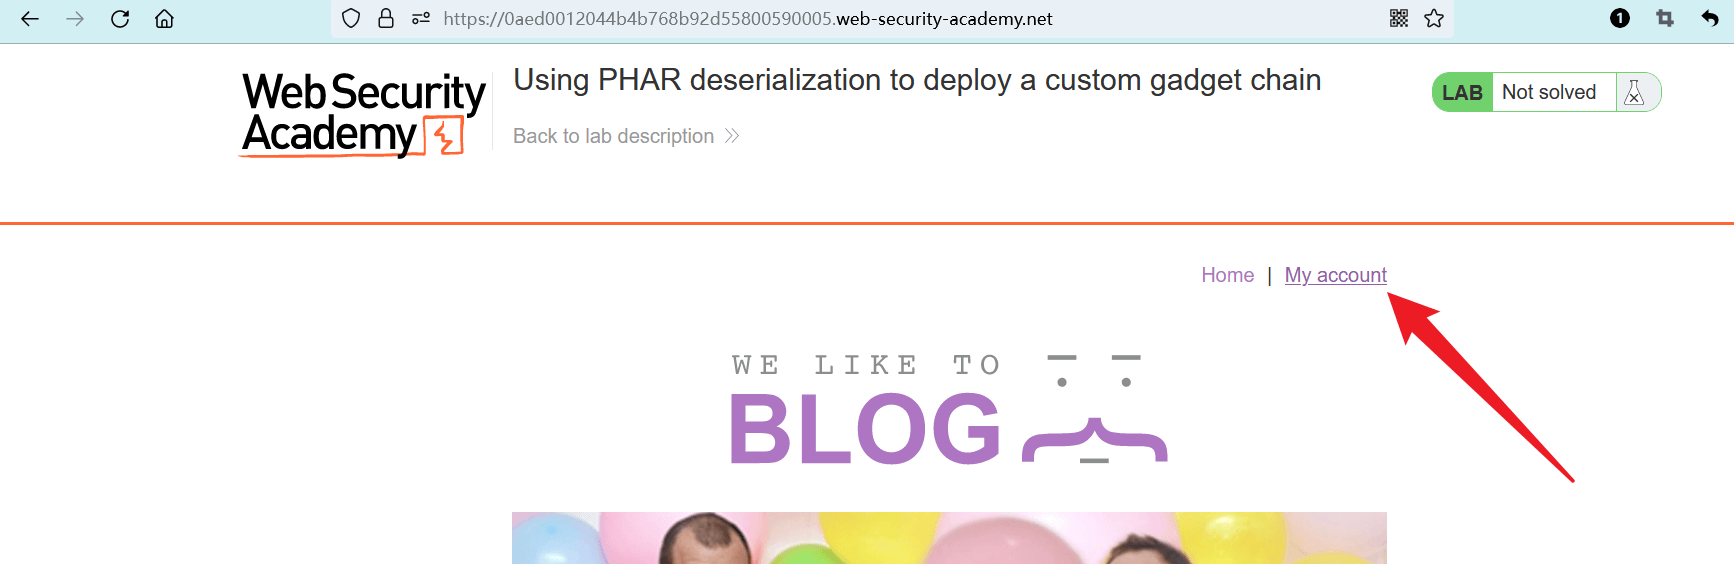 https://0aed0012044b4b768b92d55800590005.web-security-academy.net
1
Web Security
Academy
Using PHAR deserialization to deploy a custom gadget chain
Back to lab description
LAB Not solved
Home | My account
WE LIKE TO
BLOG